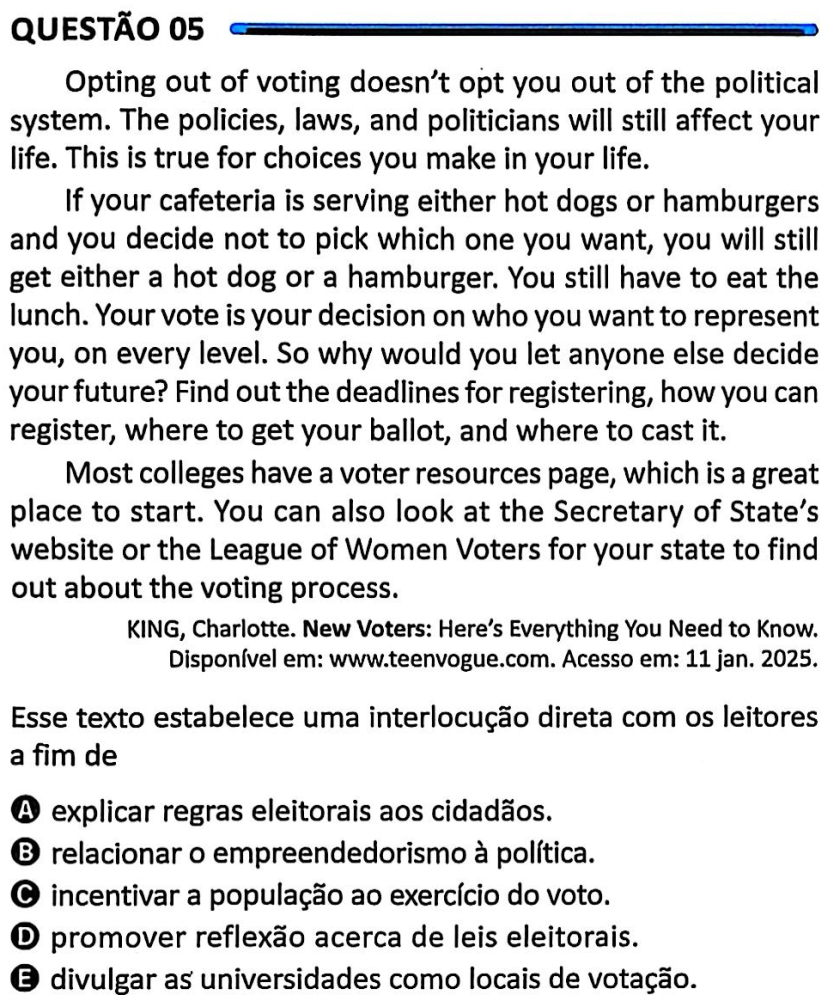 QUESTÃO 05
Opting out of voting doesn't opt you out of the political
system. The policies, laws, and politicians will still affect your
life. This is true for choices you make in your life.
If your cafeteria is serving either hot dogs or hamburgers
and you decide not to pick which one you want, you will still
get either a hot dog or a hamburger. You still have to eat the
lunch. Your vote is your decision on who you want to represent
you, on every level. So why would you let anyone else decide
your future? Find out the deadlines for registering, how you can
register, where to get your ballot, and where to cast it.
Most colleges have a voter resources page, which is a great
place to start. You can also look at the Secretary of State's
website or the League of Women Voters for your state to find
out about the voting process.
KING, Charlotte. New Voters: Here's Everything You Need to Know.
Disponível em: www.teenvogue.com. Acesso em: 11 jan. 2025.
Esse texto estabelece uma interlocução direta com os leitores
a fim de
A explicar regras eleitorais aos cidadãos.
B relacionar o empreendedorismo à política.
C incentivar a população ao exercício do voto.
D promover reflexão acerca de leis eleitorais.
E divulgar as universidades como locais de votação.